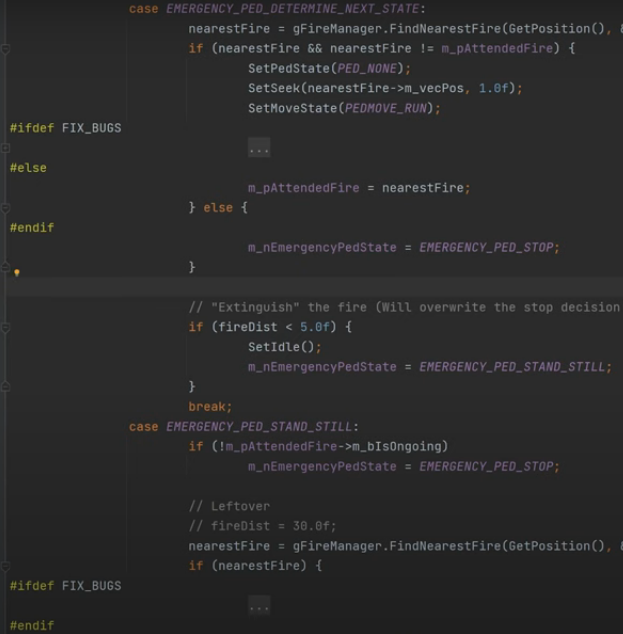 case EMERGENCY_PED_DETERMINE_NEXT_STATE:
nearestFire = gFireManager.FindNearestFire(GetPosition(),
if (nearestFire && nearestFire != m_pAttendedFire) {
SetPedState(PED_NONE);
SetSeek(nearestFire->m_vecPos, 1.0f);
SetMoveState(PEDMOVE_RUN);
#ifdef FIX_BUGS
...
#else
m_pAttendedFire = nearestFire;
} else {
#endif
m_nEmergencyPedState = EMERGENCY_PED_STOP;
}
// "Extinguish" the fire (Will overwrite the stop decision
if (fireDist < 5.0f) {
SetIdle();
m_nEmergencyPedState = EMERGENCY_PED_STAND_STILL;
}
break;
case EMERGENCY_PED_STAND_STILL:
if (!m_pAttendedFire->m_bIsOngoing)
m_nEmergencyPedState = EMERGENCY_PED_STOP;
// Leftover
// fireDist = 30.0f;
nearestFire = gFireManager.FindNearestFire(GetPosition(),
if (nearestFire) {
#ifdef FIX_BUGS
...
#endif